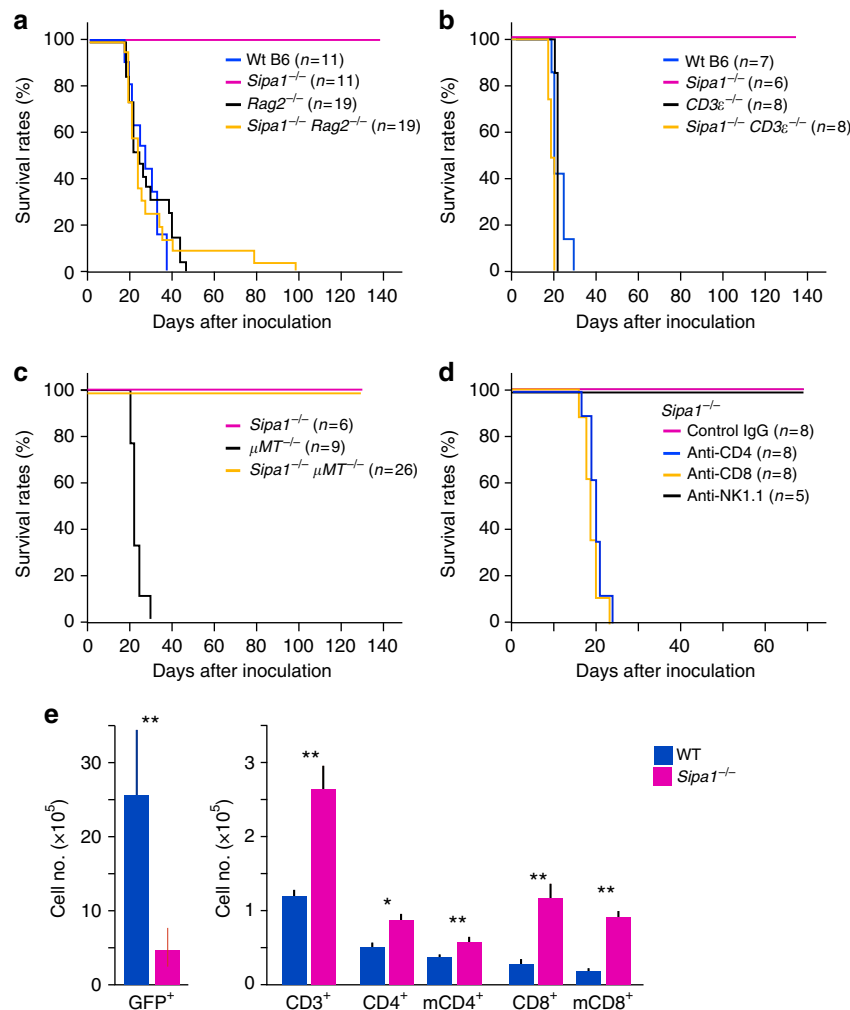 a
Survival rates (%)
100
80
60
40
20
0
Wt B6 (n=11)
Sipa1⁻/⁻ (n=11)
Rag2⁻/⁻ (n=19)
Sipa1⁻/⁻ Rag2⁻/⁻ (n=19)
0 20 40 60 80 100 120 140
Days after inoculation
b
Survival rates (%)
100
80
60
40
20
0
Wt B6 (n=7)
Sipa1⁻/⁻ (n=6)
CD3ε⁻/⁻ (n=8)
Sipa1⁻/⁻ CD3ε⁻/⁻ (n=8)
0 20 40 60 80 100 120 140
Days after inoculation
c
Survival rates (%)
100
80
60
40
20
0
Sipa1⁻/⁻ (n=6)
μMT⁻/⁻ (n=9)
Sipa1⁻/⁻ μMT⁻/⁻ (n=26)
0 20 40 60 80 100 120 140
Days after inoculation
d
Survival rates (%)
100
80
60
40
20
0
Sipa1⁻/⁻
Control IgG (n=8)
Anti-CD4 (n=8)
Anti-CD8 (n=8)
Anti-NK1.1 (n=5)
0 20 40 60
Days after inoculation
e
Cell no. (×10⁵)
30
20
10
0
**
GFP⁺
Cell no. (×10⁵)
3
2
1
0
** * ** ** **
CD3⁺ CD4⁺ mCD4⁺ CD8⁺ mCD8⁺
WT
Sipa1⁻/⁻